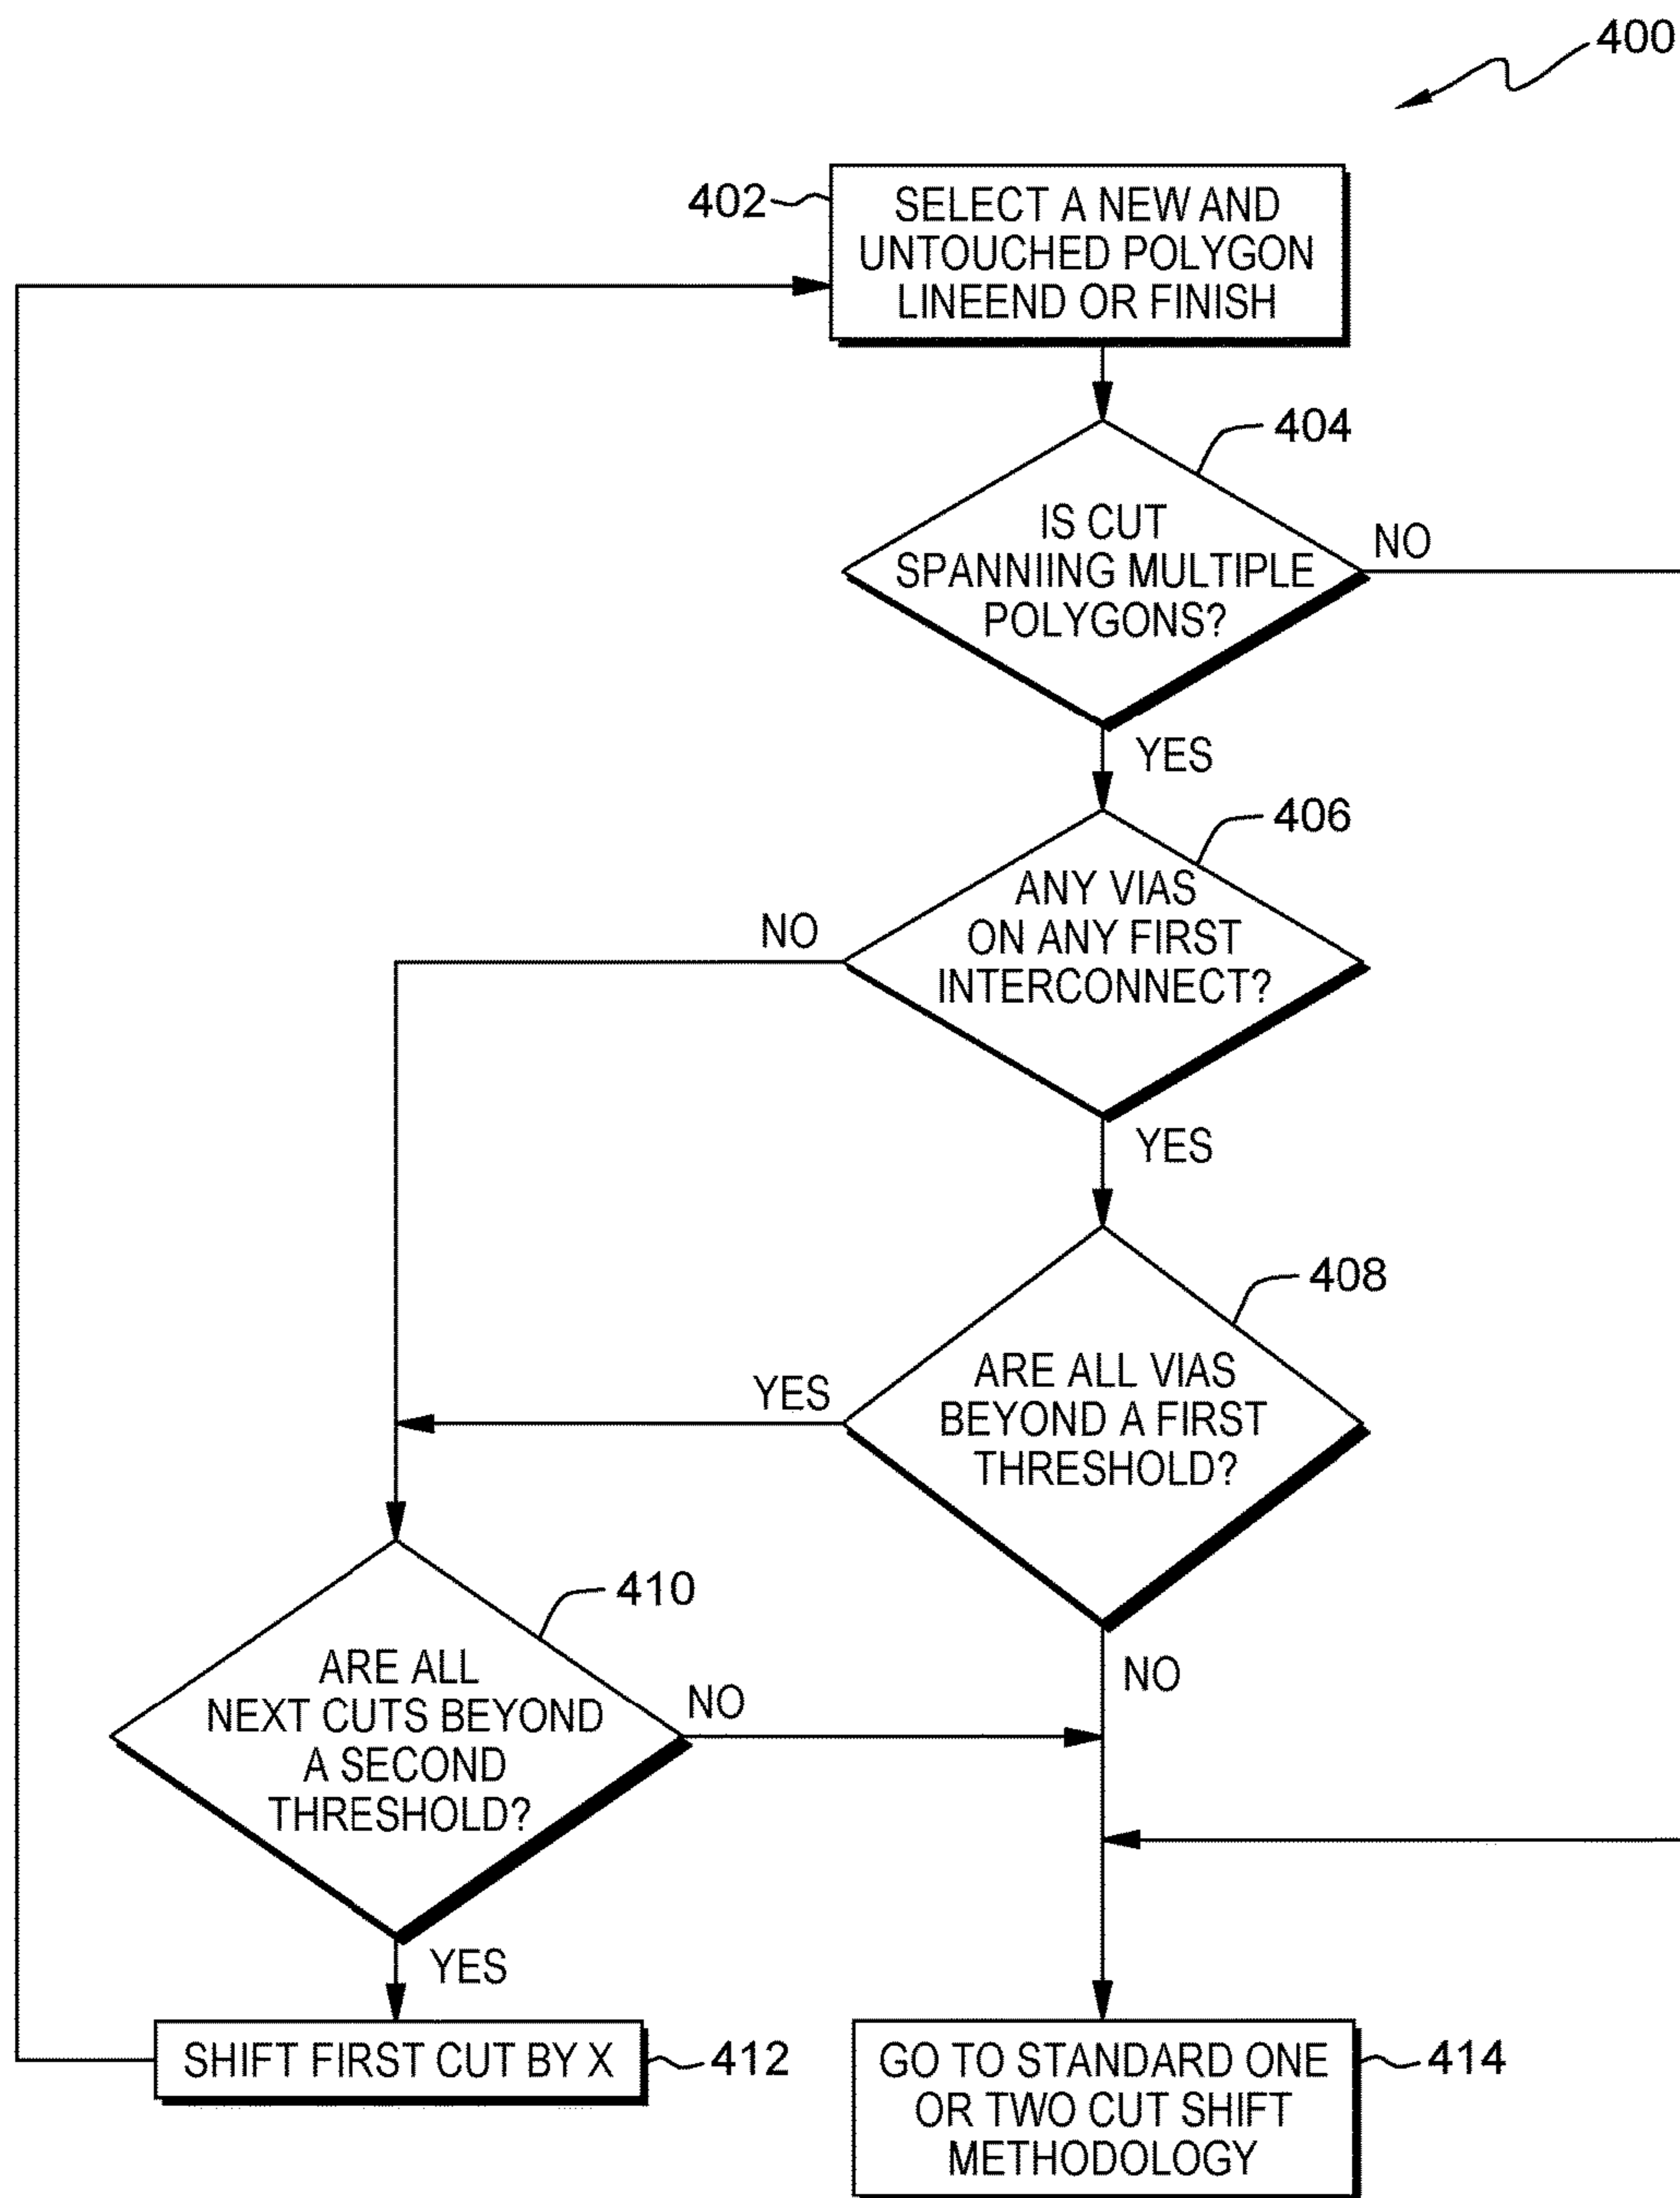 400
402
SELECT A NEW AND
UNTOUCHED POLYGON
LINEEND OR FINISH
404
IS CUT
SPANNIING MULTIPLE
POLYGONS?
NO
YES
406
ANY VIAS
ON ANY FIRST
INTERCONNECT?
NO
YES
408
ARE ALL VIAS
BEYOND A FIRST
THRESHOLD?
YES
NO
410
ARE ALL
NEXT CUTS BEYOND
A SECOND
THRESHOLD?
NO
YES
SHIFT FIRST CUT BY X
412
GO TO STANDARD ONE
OR TWO CUT SHIFT
METHODOLOGY
414